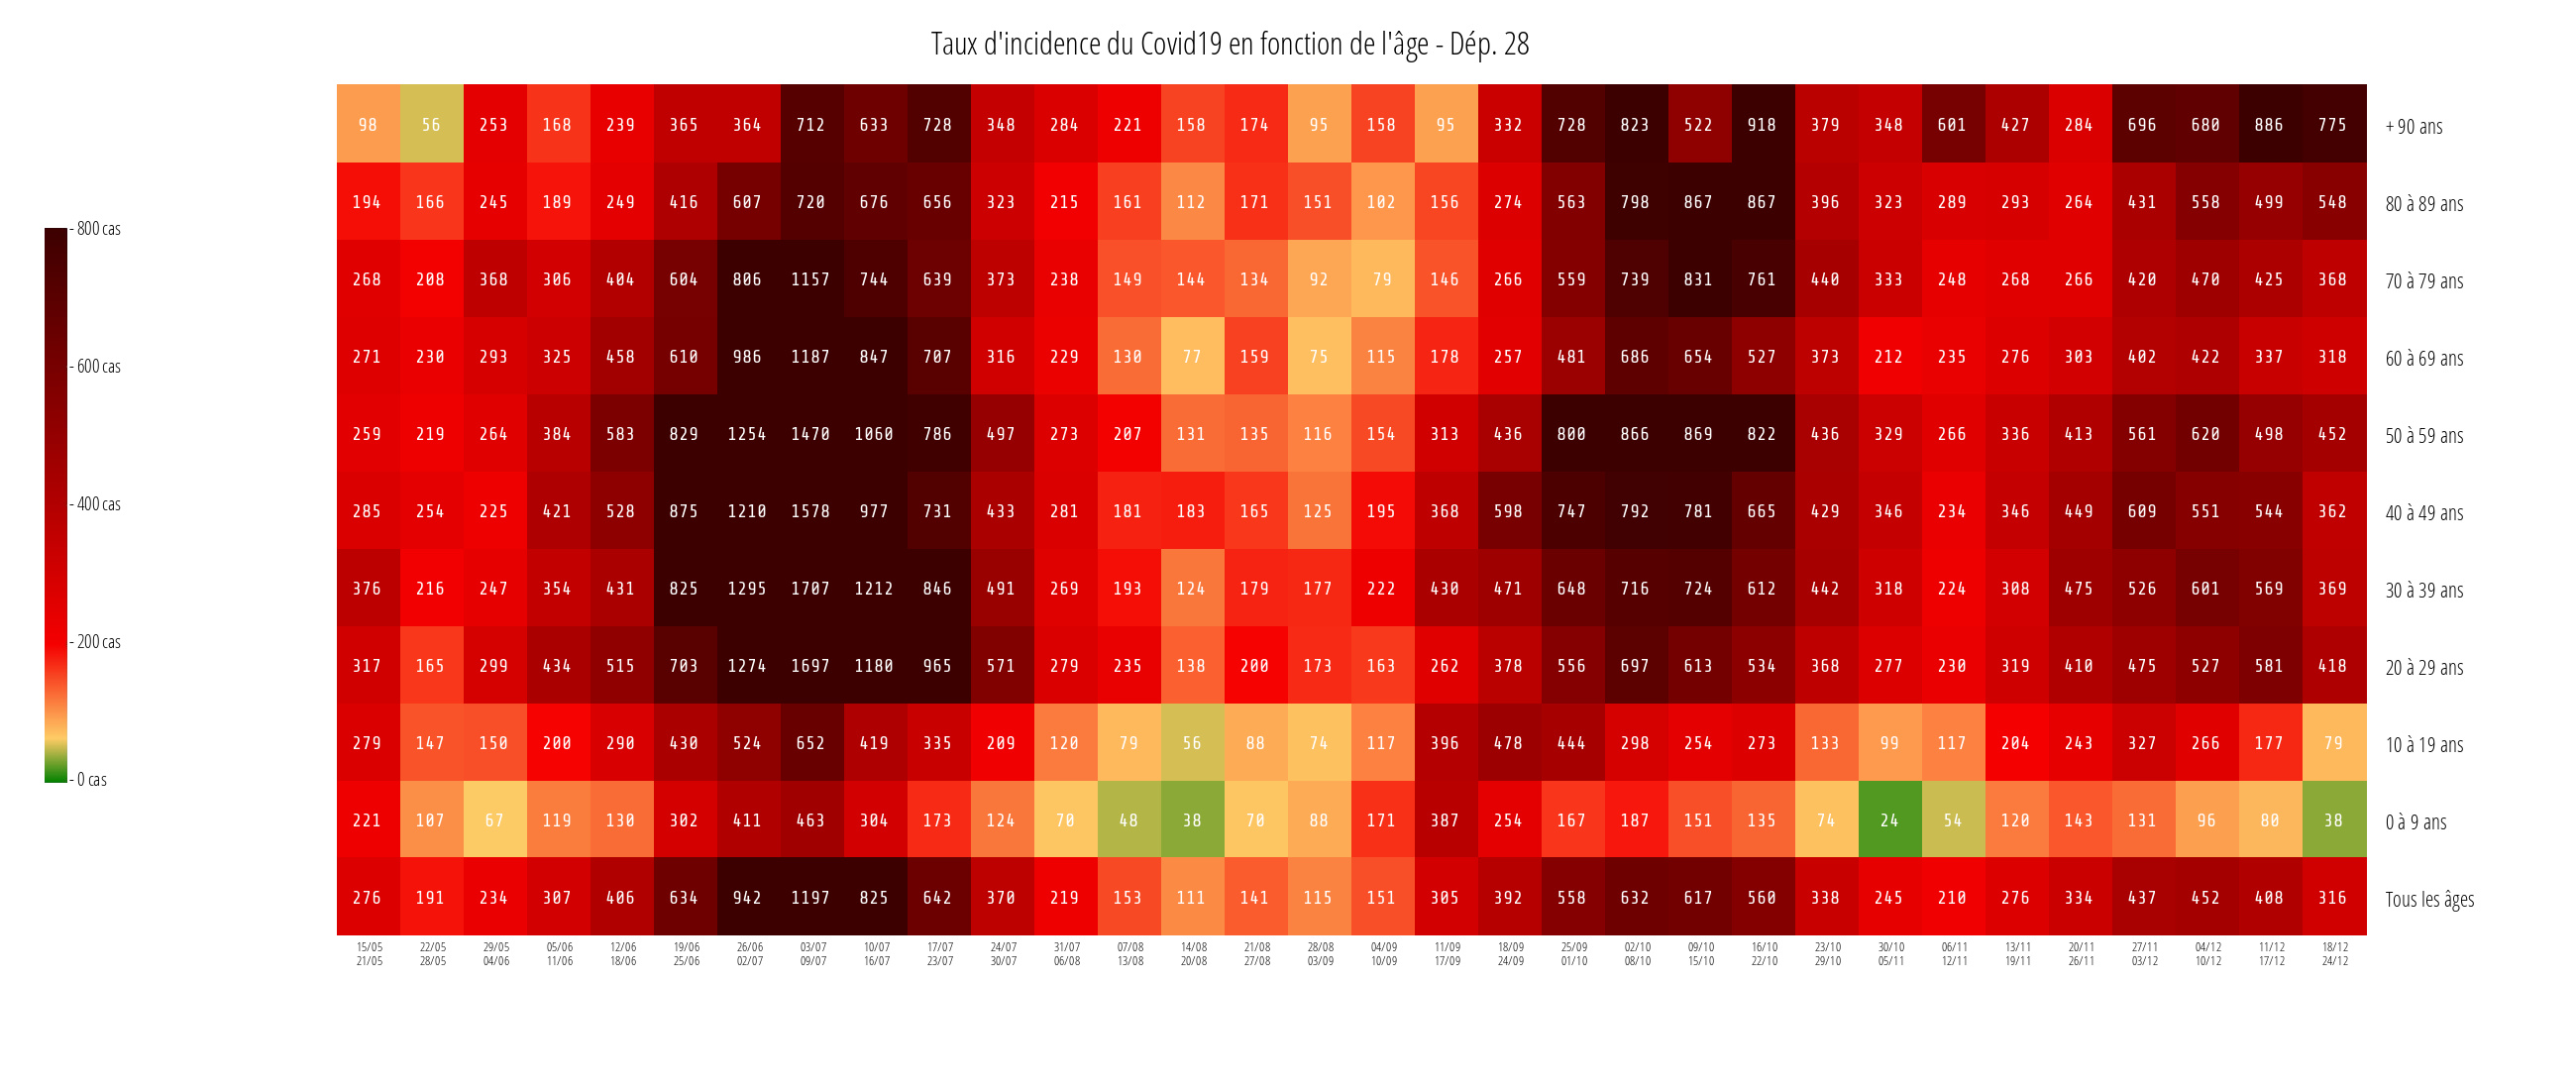 Taux d'incidence du Covid19 en fonction de l'âge - Dép. 28
98 56 253 168 239 365 364 712 633 728 348 284 221 158 174 95 158 95 332 728 823 522 918 379 348 601 427 284 696 680 886 775 + 90 ans
194 166 245 189 249 416 607 720 676 656 323 215 161 112 171 151 102 156 274 563 798 867 867 396 323 289 293 264 431 558 499 548 80 à 89 ans
268 208 368 306 404 604 806 1157 744 639 373 238 149 144 134 92 79 146 266 559 739 831 761 440 333 248 268 266 420 470 425 368 70 à 79 ans
271 230 293 325 458 610 986 1187 847 707 316 229 130 77 159 75 115 178 257 481 686 654 527 373 212 235 276 303 402 422 337 318 60 à 69 ans
259 219 264 384 583 829 1254 1470 1060 786 497 273 207 131 135 116 154 313 436 800 866 869 822 436 329 266 336 413 561 620 498 452 50 à 59 ans
285 254 225 421 528 875 1210 1578 977 731 433 281 181 183 165 125 195 368 598 747 792 781 665 429 346 234 346 449 609 551 544 362 40 à 49 ans
376 216 247 354 431 825 1295 1707 1212 846 491 269 193 124 179 177 222 430 471 648 716 724 612 442 318 224 308 475 526 601 569 369 30 à 39 ans
317 165 299 434 515 703 1274 1697 1180 965 571 279 235 138 200 173 163 262 378 556 697 613 534 368 277 230 319 410 475 527 581 418 20 à 29 ans
279 147 150 200 290 430 524 652 419 335 209 120 79 56 88 74 117 396 478 444 298 254 273 133 99 117 204 243 327 266 177 79 10 à 19 ans
221 107 67 119 130 302 411 463 304 173 124 70 48 38 70 88 171 387 254 167 187 151 135 74 24 54 120 143 131 96 80 38 0 à 9 ans
276 191 234 307 406 634 942 1197 825 642 370 219 153 111 141 115 151 305 392 558 632 617 560 338 245 210 276 334 437 452 408 316 Tous les âges
15/05 22/05 29/05 05/06 12/06 19/06 26/06 03/07 10/07 17/07 24/07 31/07 07/08 14/08 21/08 28/08 04/09 11/09 18/09 25/09 02/10 09/10 16/10 23/10 30/10 06/11 13/11 20/11 27/11 04/12 11/12 18/12
21/05 28/05 04/06 11/06 18/06 25/06 02/07 09/07 16/07 23/07 30/07 06/08 13/08 20/08 27/08 03/09 10/09 17/09 24/09 01/10 08/10 15/10 22/10 29/10 05/11 12/11 19/11 26/11 03/12 10/12 17/12 24/12
- 800 cas
- 600 cas
- 400 cas
- 200 cas
- 0 cas